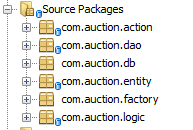 Source Packages
com.auction.action
com.auction.dao
com.auction.db
com.auction.entity
com.auction.factory
com.auction.logic